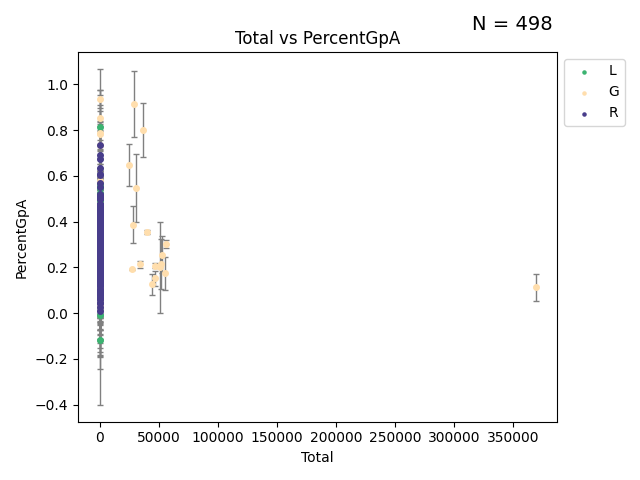 N = 498
Total vs PercentGpA
L
G
R
PercentGpA
1.0
0.8
0.6
0.4
0.2
0.0
−0.2
−0.4
0 50000 100000 150000 200000 250000 300000 350000
Total